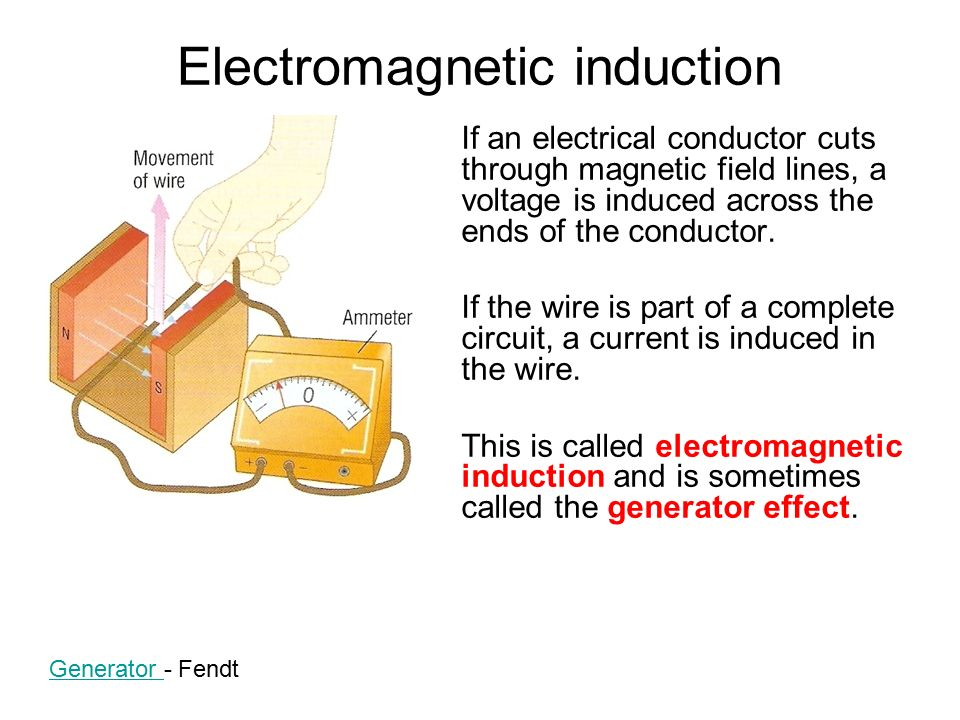 Electromagnetic induction
Movement
of wire
N
S
Ammeter
− 0 +
+ −
If an electrical conductor cuts
through magnetic field lines, a
voltage is induced across the
ends of the conductor.
If the wire is part of a complete
circuit, a current is induced in
the wire.
This is called electromagnetic
induction and is sometimes
called the generator effect.
Generator - Fendt